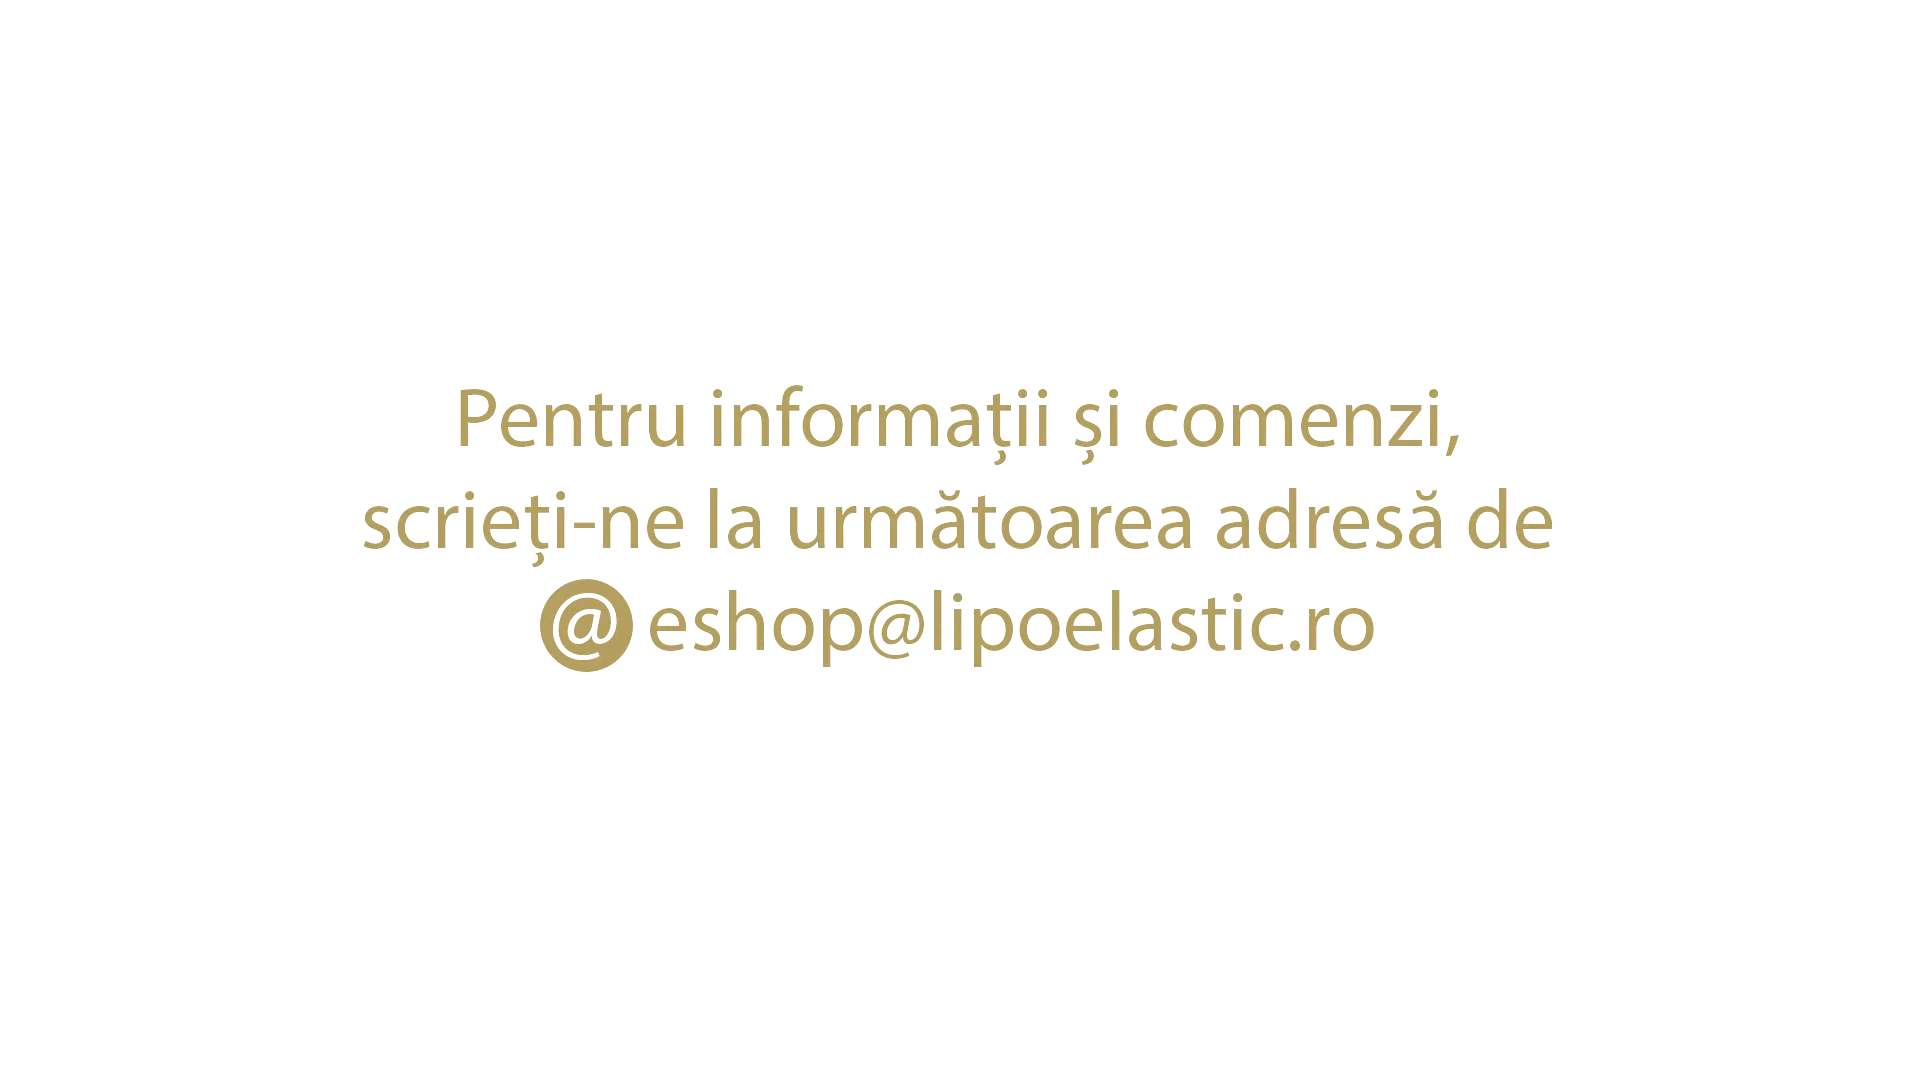 Pentru informații și comenzi,
scrieți-ne la următoarea adresă de
@ eshop@lipoelastic.ro